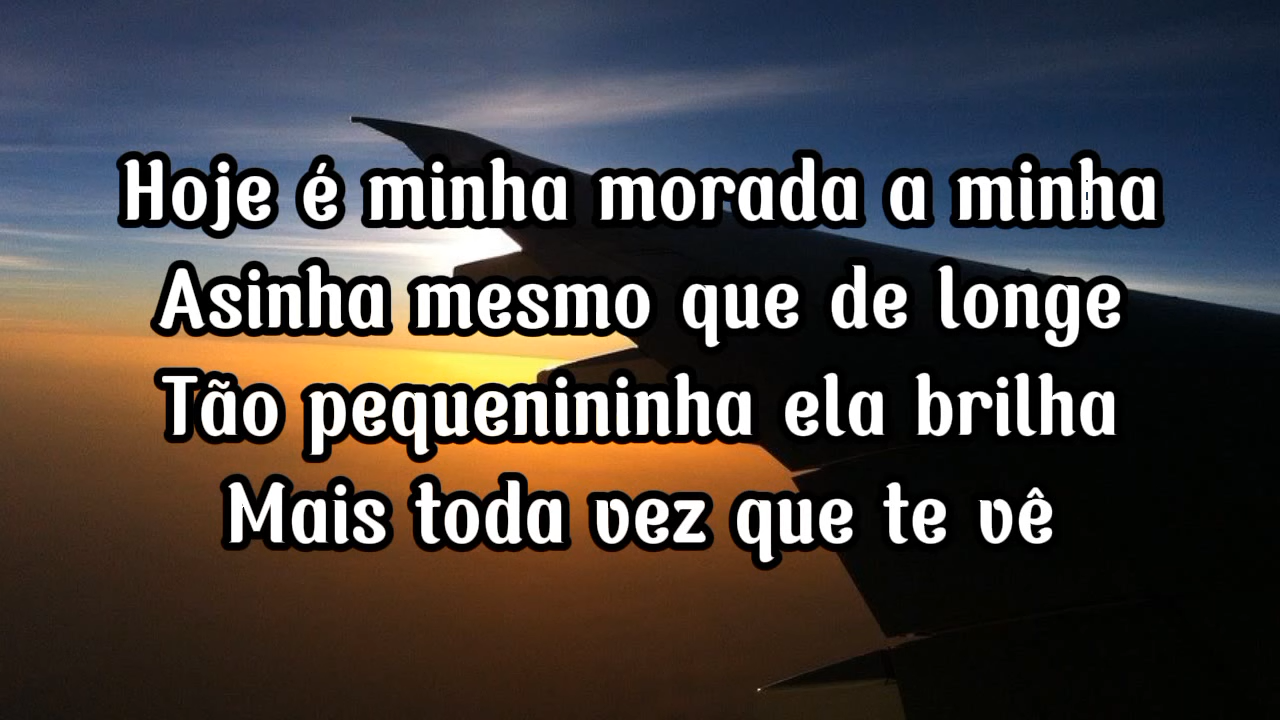 Hoje é minha morada a minha
Asinha mesmo que de longe
Tão pequenininha ela brilha
Mais toda vez que te vê